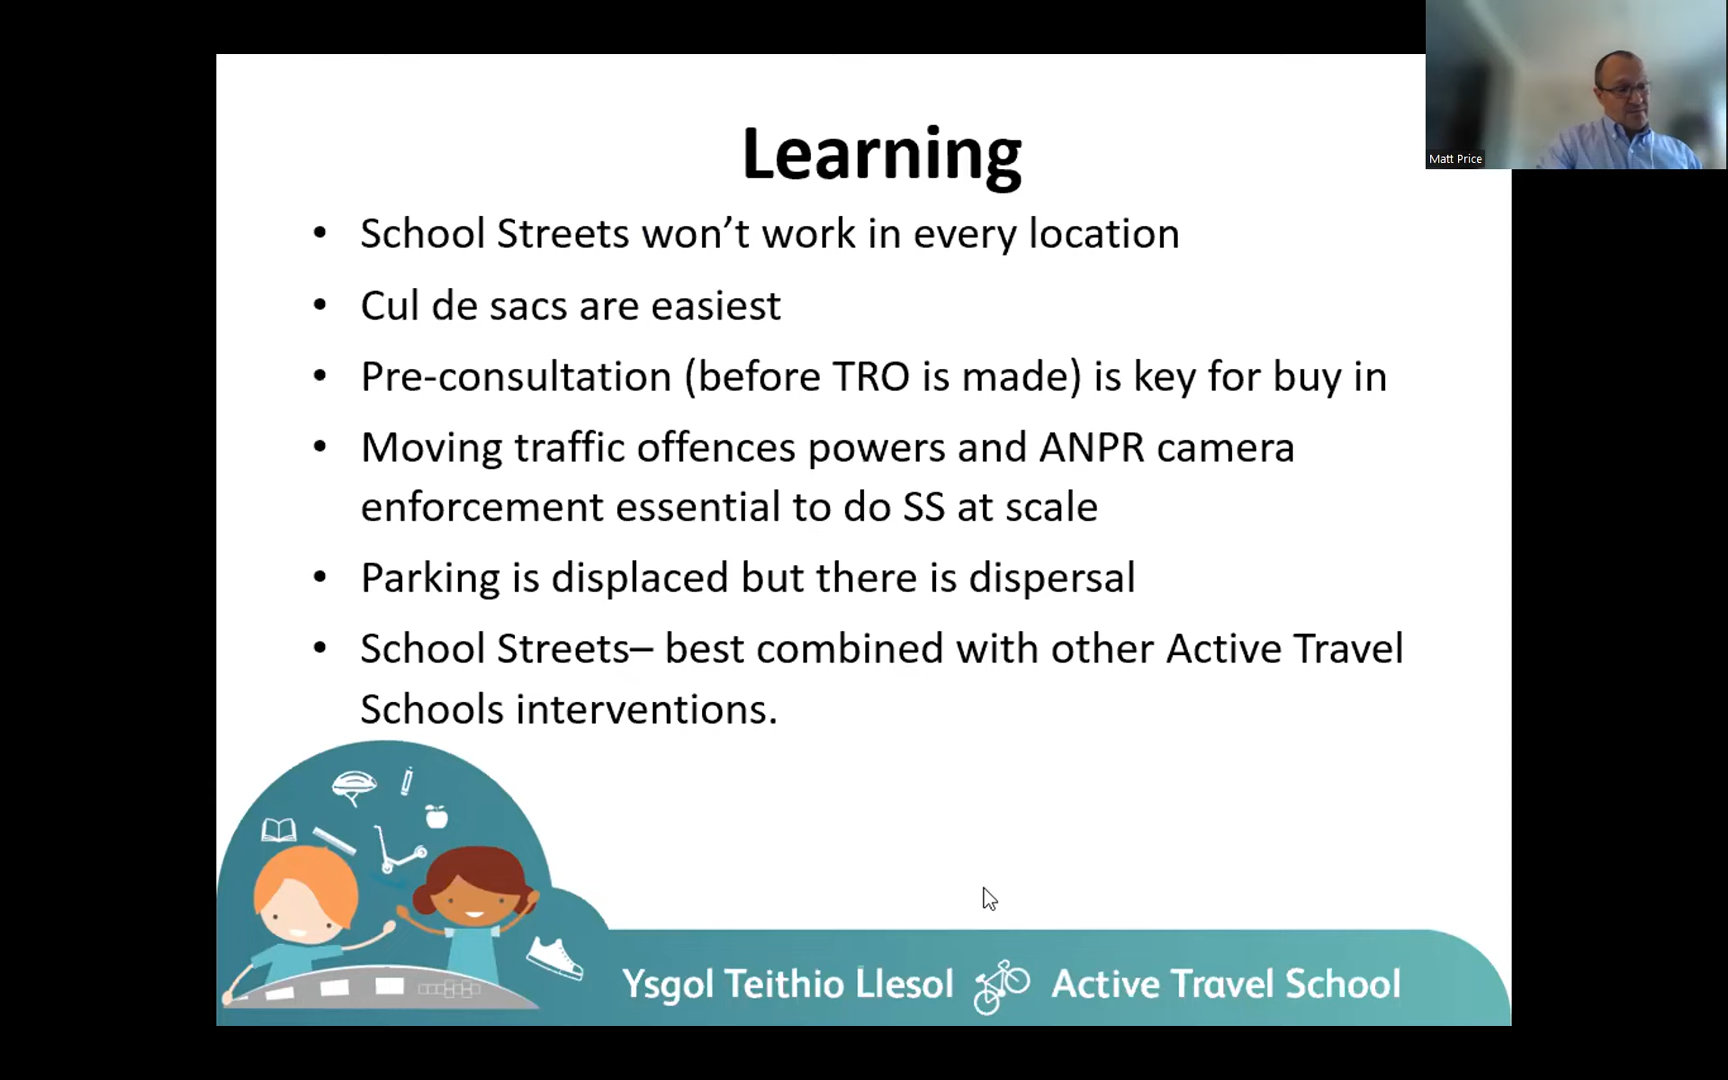 Matt Price
Learning
• School Streets won’t work in every location
• Cul de sacs are easiest
• Pre-consultation (before TRO is made) is key for buy in
• Moving traffic offences powers and ANPR camera
enforcement essential to do SS at scale
• Parking is displaced but there is dispersal
• School Streets– best combined with other Active Travel
Schools interventions.
Ysgol Teithio Llesol Active Travel School